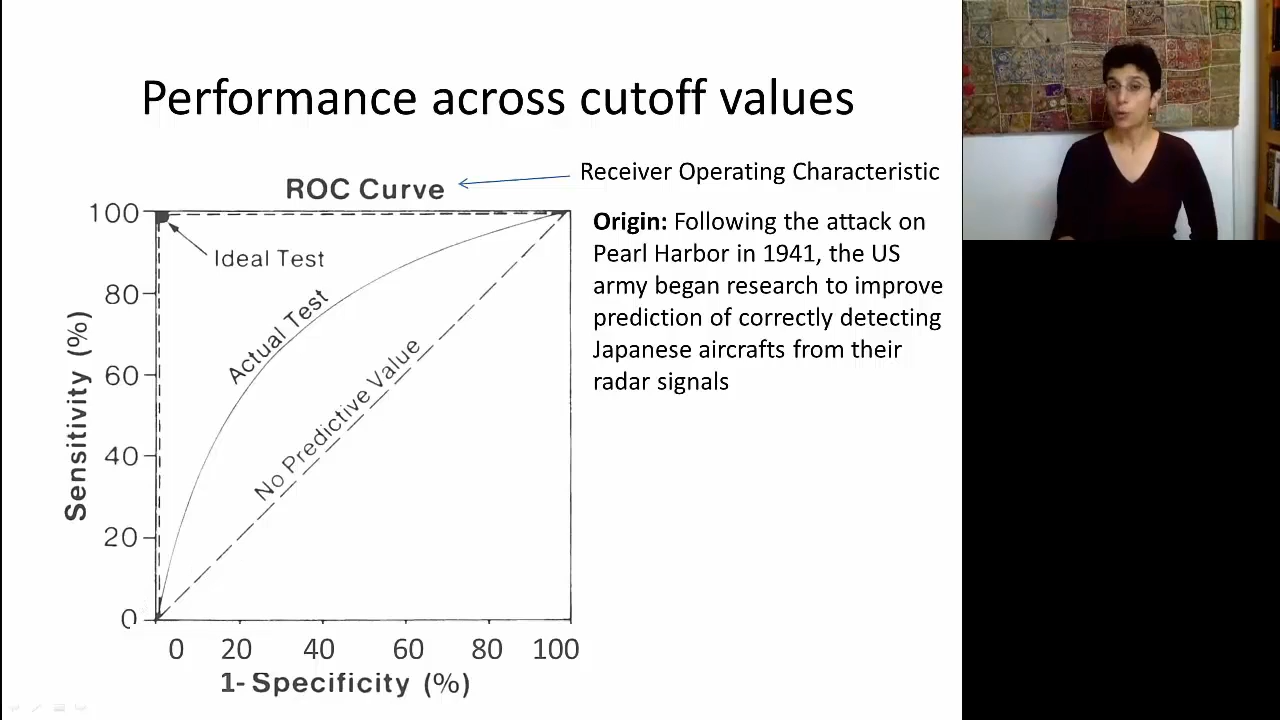 Performance across cutoff values
Receiver Operating Characteristic
ROC Curve
Origin: Following the attack on
Pearl Harbor in 1941, the US
army began research to improve
prediction of correctly detecting
Japanese aircrafts from their
radar signals
100
80
60
40
20
0
Sensitivity (%)
Ideal Test
Actual Test
No Predictive Value
0 20 40 60 80 100
1- Specificity (%)